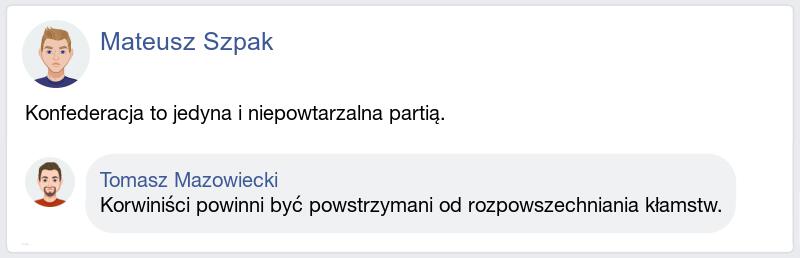 Mateusz Szpak
Konfederacja to jedyna i niepowtarzalna partią.
Tomasz Mazowiecki
Korwiniści powinni być powstrzymani od rozpowszechniania kłamstw.